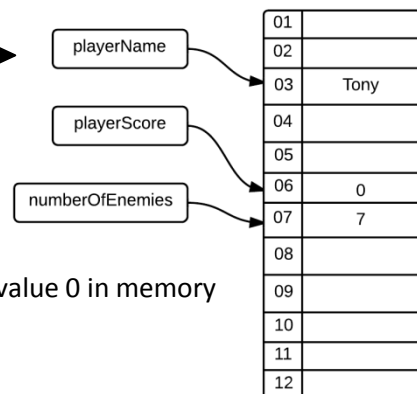 playerName
playerScore
numberOfEnemies
value 0 in memory
01
02
03 Tony
04
05
06 0
07 7
08
09
10
11
12